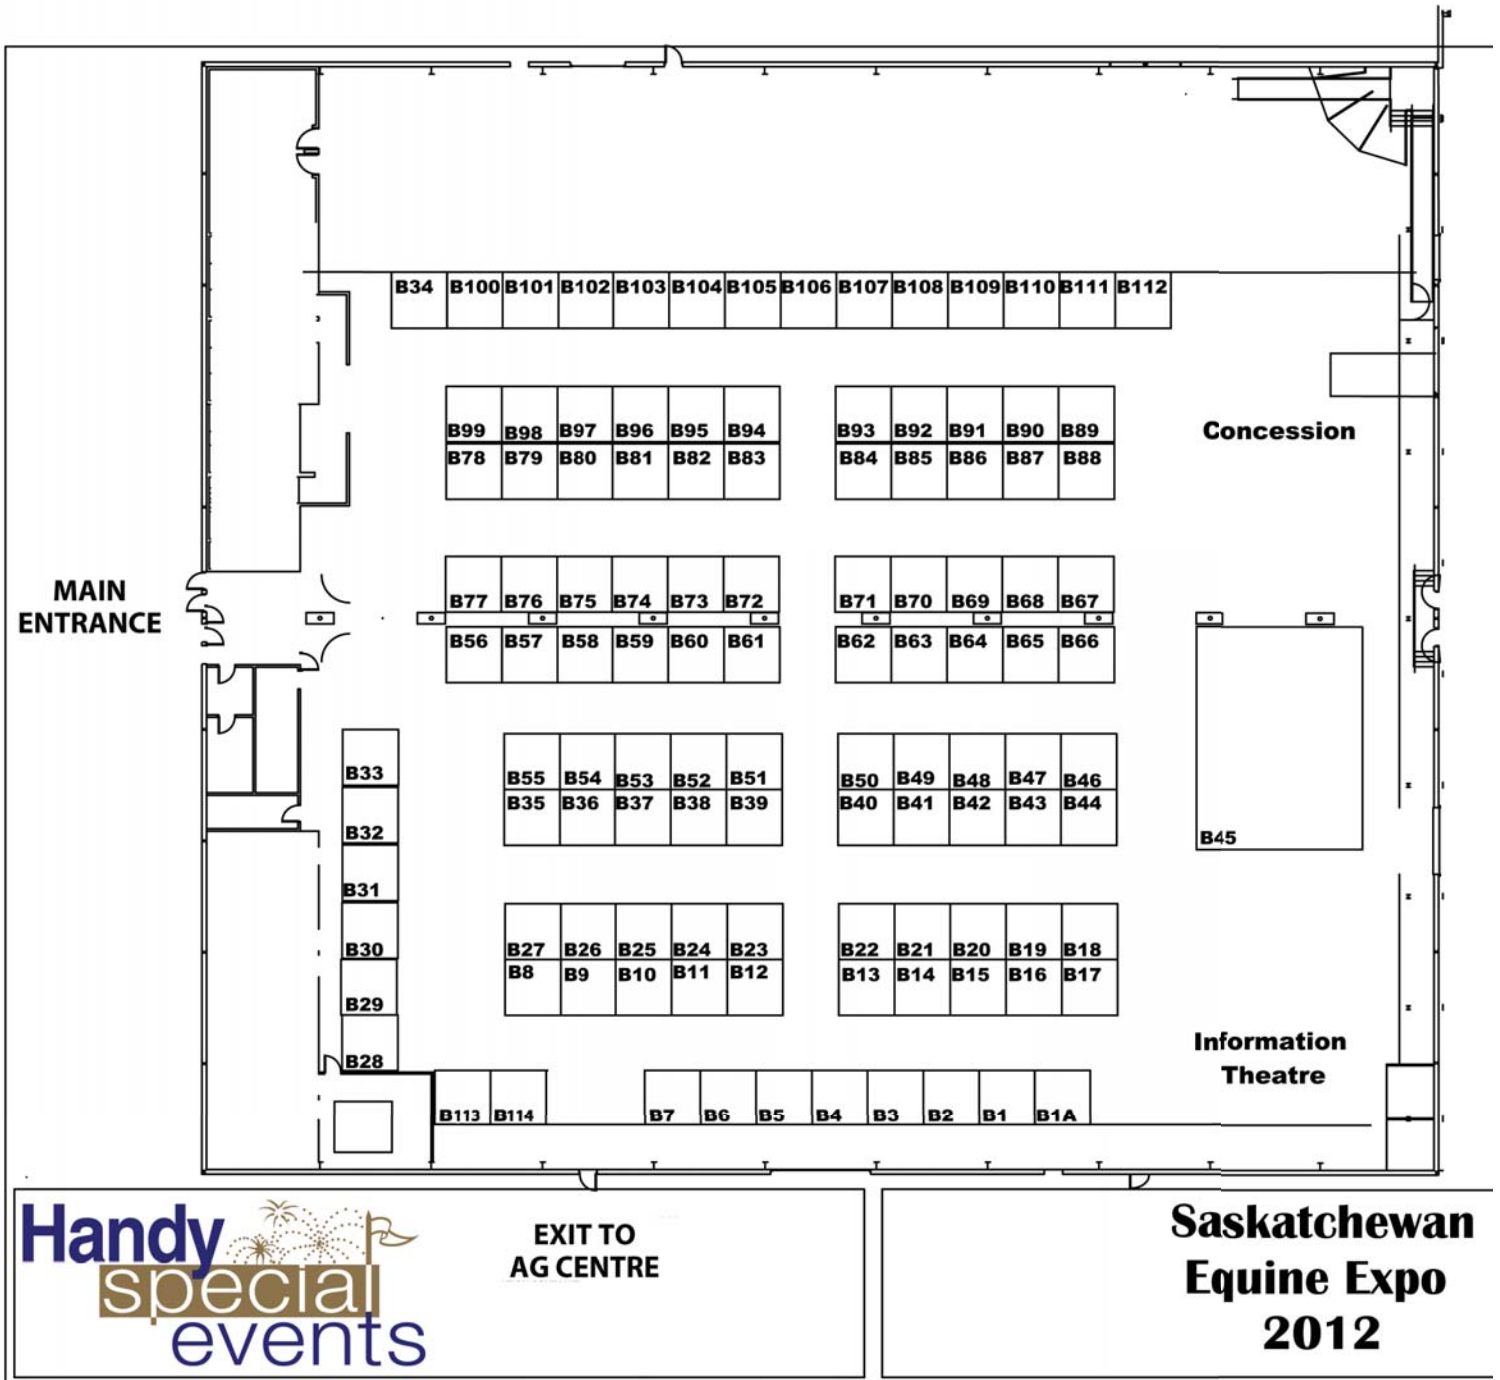 B34 B100 B101 B102 B103 B104 B105 B106 B107 B108 B109 B110 B111 B112
B99 B98 B97 B96 B95 B94 B93 B92 B91 B90 B89
Concession
B78 B79 B80 B81 B82 B83 B84 B85 B86 B87 B88
MAIN
ENTRANCE
B77 B76 B75 B74 B73 B72 B71 B70 B69 B68 B67
B56 B57 B58 B59 B60 B61 B62 B63 B64 B65 B66
B33
B55 B54 B53 B52 B51 B50 B49 B48 B47 B46
B35 B36 B37 B38 B39 B40 B41 B42 B43 B44
B32
B45
B31
B30
B27 B26 B25 B24 B23 B22 B21 B20 B19 B18
B8 B9 B10 B11 B12 B13 B14 B15 B16 B17
B29
B28
Information
Theatre
B113 B114 B7 B6 B5 B4 B3 B2 B1 B1A
Handy
special
events
EXIT TO
AG CENTRE
Saskatchewan
Equine Expo
2012